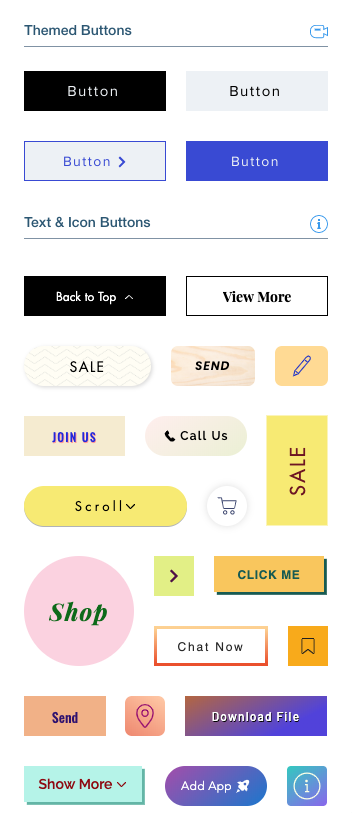 Themed Buttons
Button
Button
Button
Button
Text & Icon Buttons
Back to Top
View More
SALE
SEND
JOIN US
Call Us
SALE
Scroll
Shop
CLICK ME
Chat Now
Send
Download File
Show More
Add App